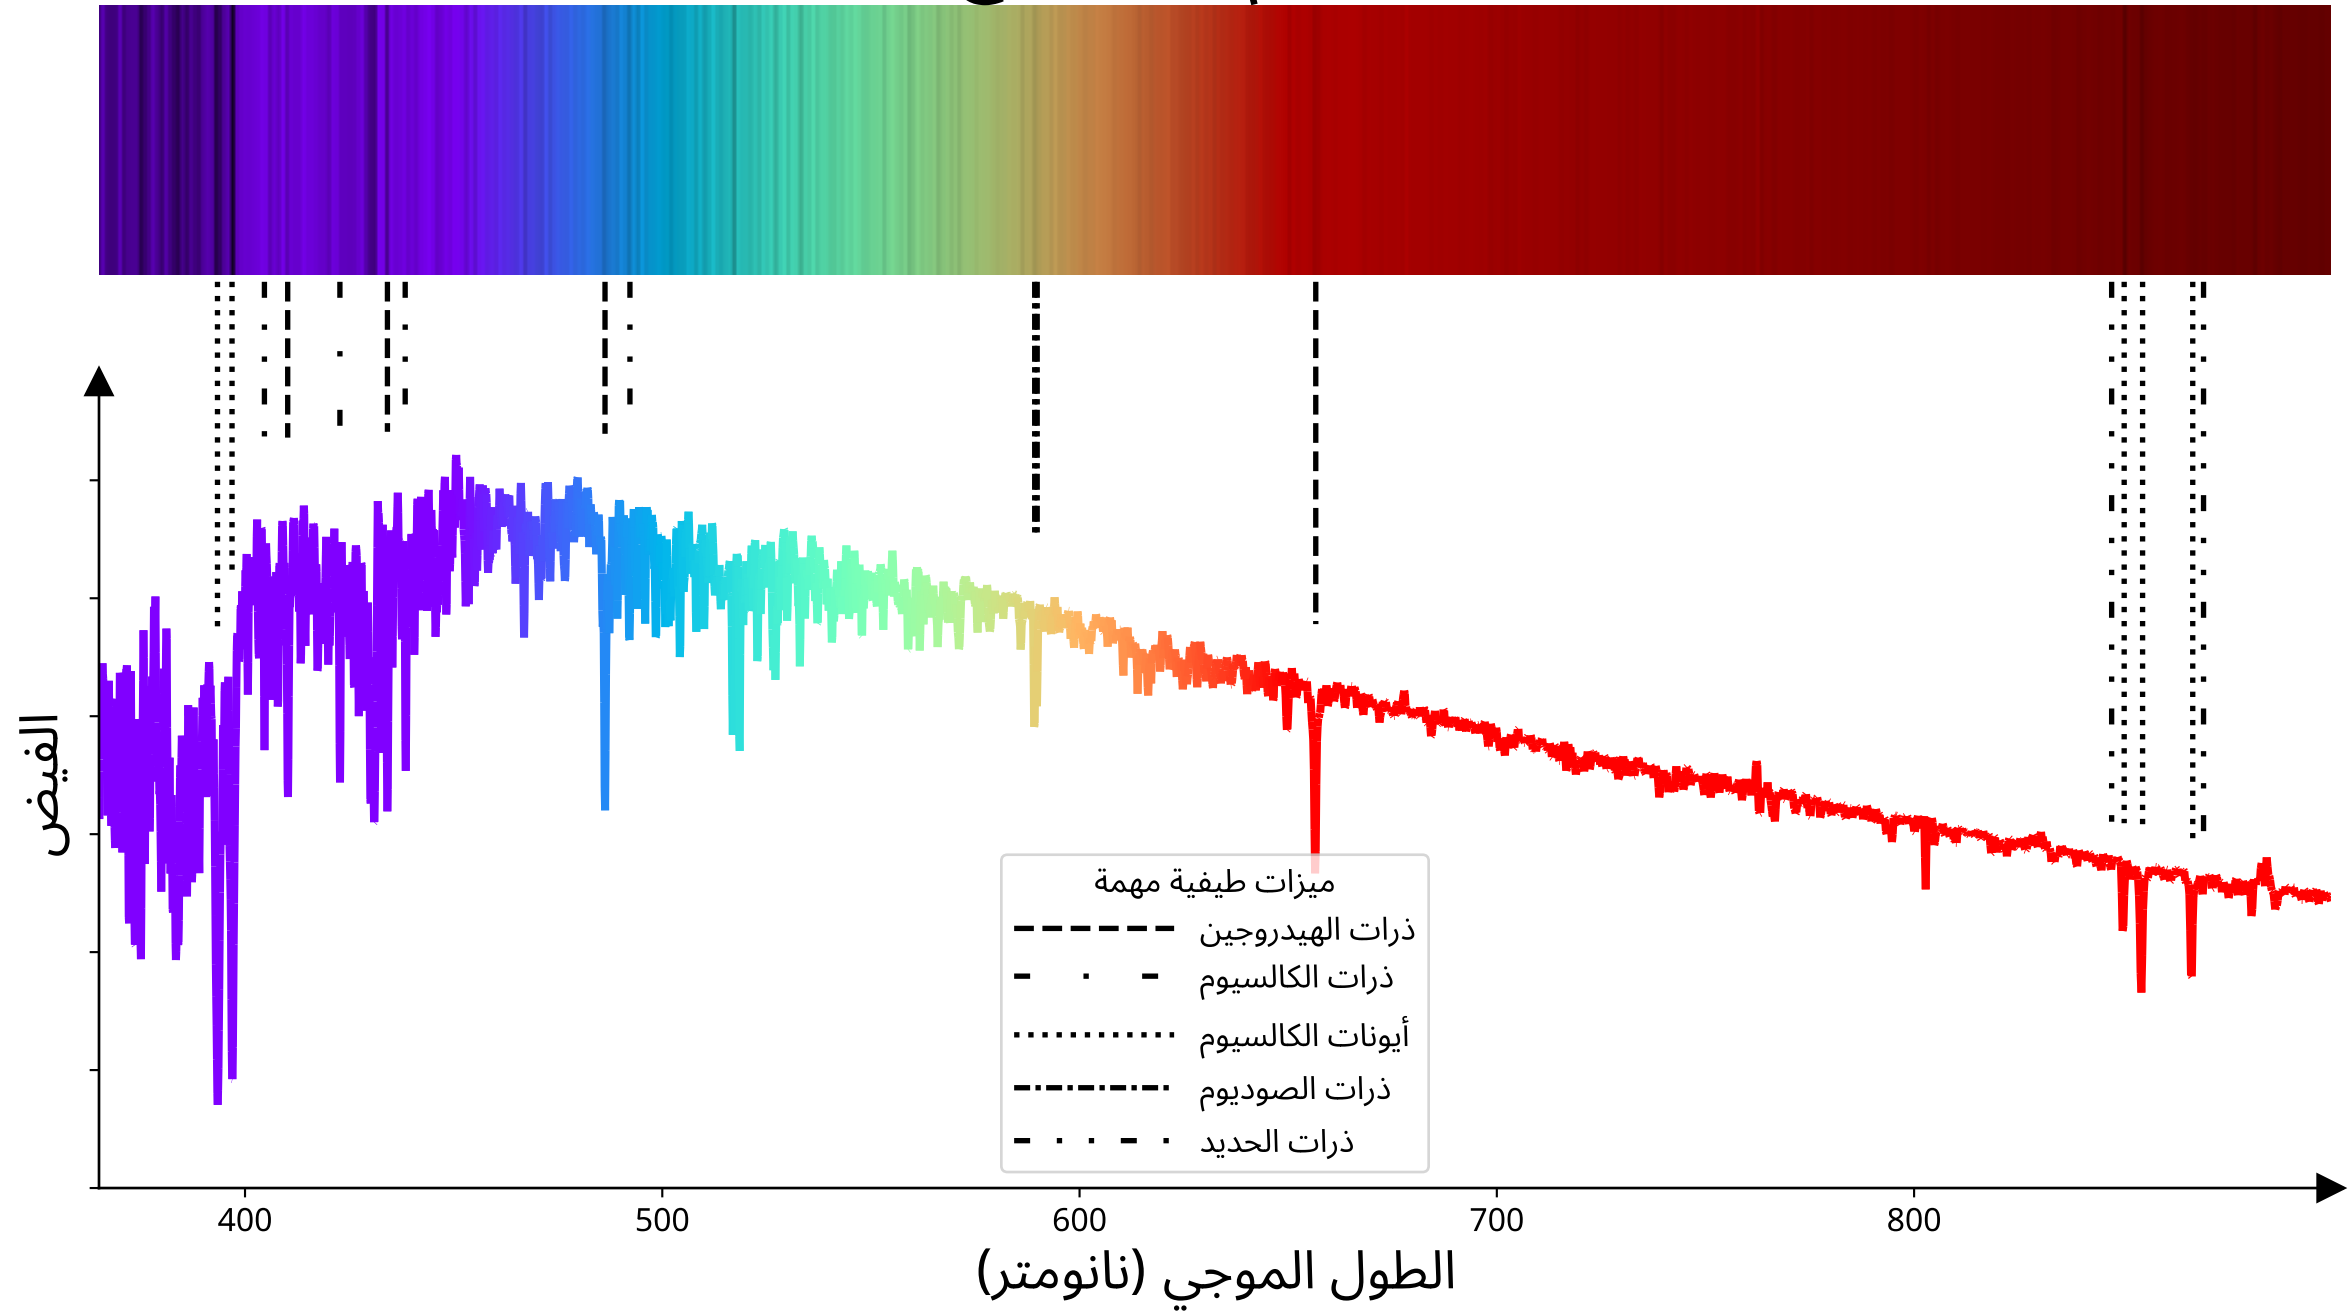 الفيض
ميزات طيفية مهمة
ذرات الهيدروجين
ذرات الكالسيوم
أيونات الكالسيوم
ذرات الصوديوم
ذرات الحديد
400 500 600 700 800
الطول الموجي (نانومتر)